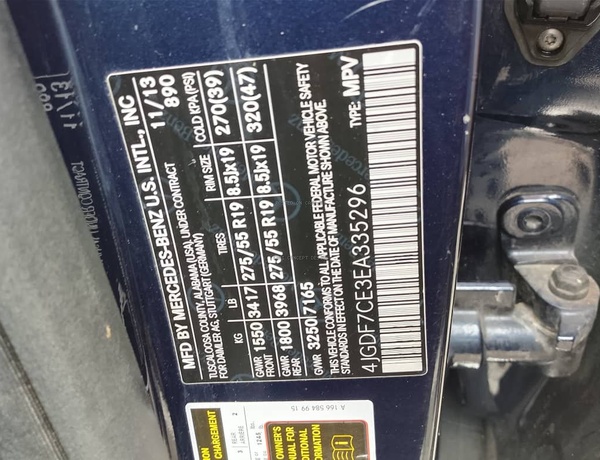 MFD BY MERCEDES-BENZ U.S. INTL., INC 11/13
TUSCALOOSA COUNTY, ALABAMA (USA), UNDER CONTRACT 890
FOR DAIMLER AG, STUTTGART (GERMANY)
KG LB TIRES RIM SIZE COLD KPA (PSI)
GAWR FRONT 1550 3417 275/55 R19 8.5Jx19 270(39)
GAWR REAR 1800 3968 275/55 R19 8.5Jx19 320(47)
GVWR 3250 7165
THIS VEHICLE CONFORMS TO ALL APPLICABLE FEDERAL MOTOR VEHICLE SAFETY
STANDARDS IN EFFECT ON THE DATE OF MANUFACTURE SHOWN ABOVE.
4JGDF7CE3EA335296 TYPE: MPV
A 166 584 99 15